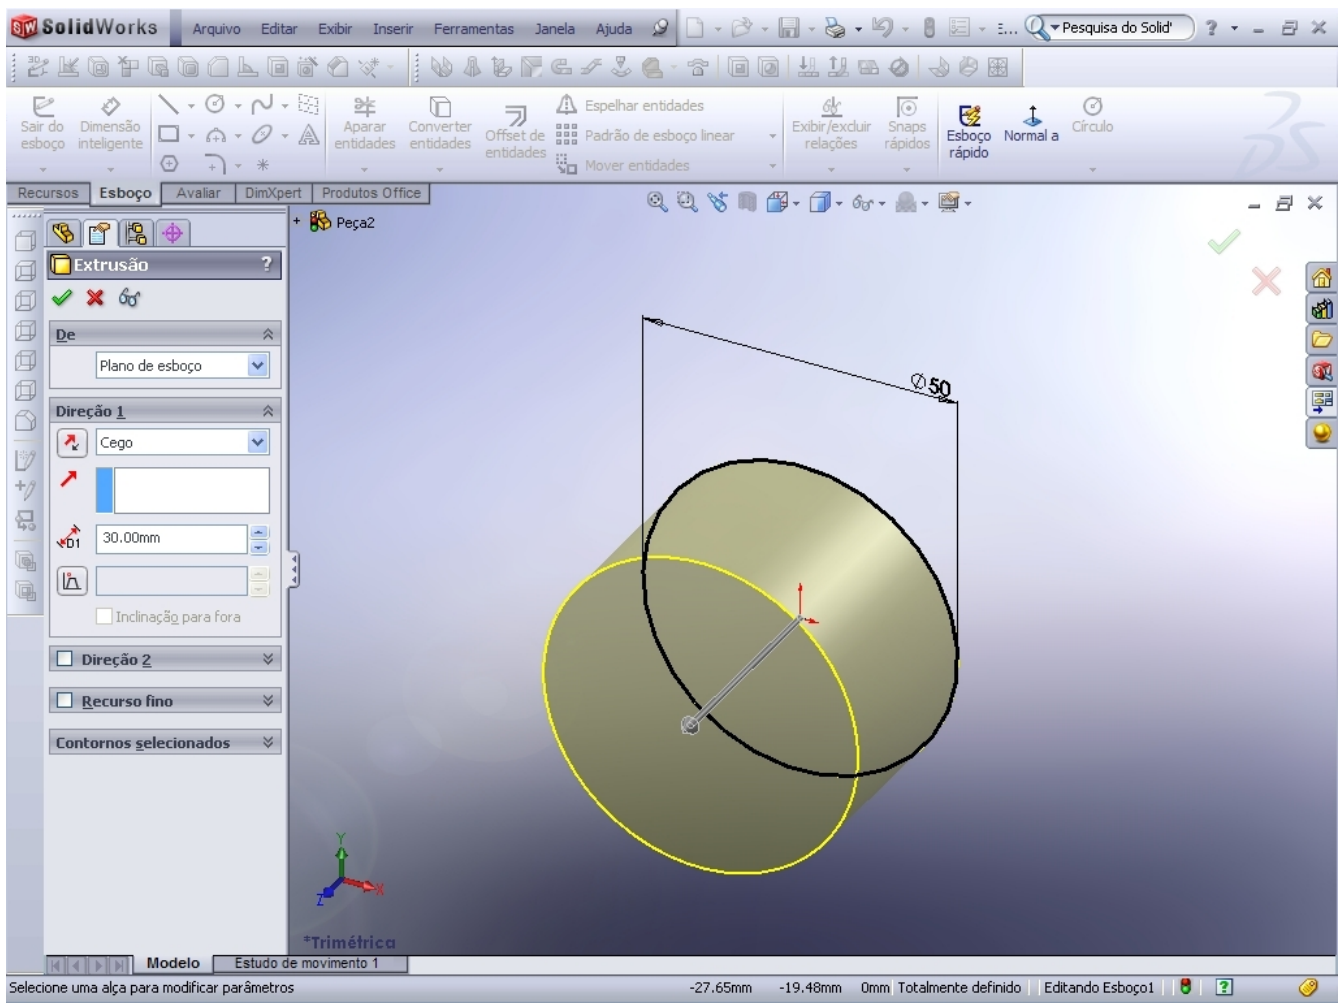 SolidWorks
Arquivo Editar Exibir Inserir Ferramentas Janela Ajuda
E...
Pesquisa do Solid'
Sair do esboço
Dimensão inteligente
Aparar entidades
Converter entidades
Offset de entidades
Espelhar entidades
Padrão de esboço linear
Mover entidades
Exibir/excluir relações
Snaps rápidos
Esboço rápido
Normal a
Círculo
Recursos Esboço Avaliar DimXpert Produtos Office
Peça2
Extrusão ?
De
Plano de esboço
Direção 1
Cego
D1 30.00mm
Inclinação para fora
Direção 2
Recurso fino
Contornos selecionados
Ø50
Y
X
Z
*Trimétrica
Modelo Estudo de movimento 1
Selecione uma alça para modificar parâmetros -27.65mm -19.48mm 0mm Totalmente definido Editando Esboço1 ?